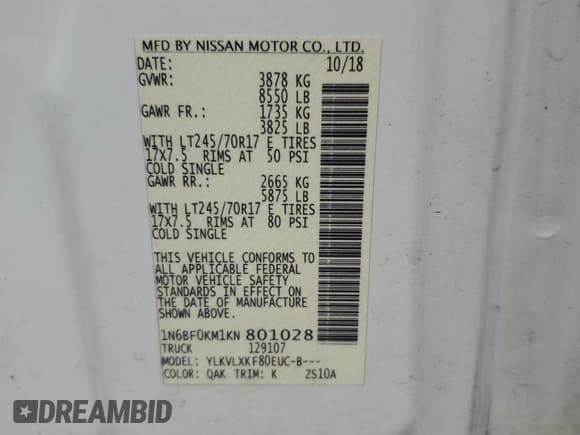 MFD BY NISSAN MOTOR CO., LTD.
DATE: 10/18
GVWR: 3878 KG
8550 LB
GAWR FR.: 1735 KG
3825 LB
WITH LT245/70R17 E TIRES
17X7.5 RIMS AT 50 PSI
COLD SINGLE
GAWR RR.: 2665 KG
5875 LB
WITH LT245/70R17 E TIRES
17X7.5 RIMS AT 80 PSI
COLD SINGLE
THIS VEHICLE CONFORMS TO
ALL APPLICABLE FEDERAL
MOTOR VEHICLE SAFETY
STANDARDS IN EFFECT ON
THE DATE OF MANUFACTURE
SHOWN ABOVE.
1N6BF0KM1KN 801028
TRUCK 129107
MODEL: YLKVLXKF80EUC-B---
COLOR: QAK TRIM: K ZS10A
DREAMBID